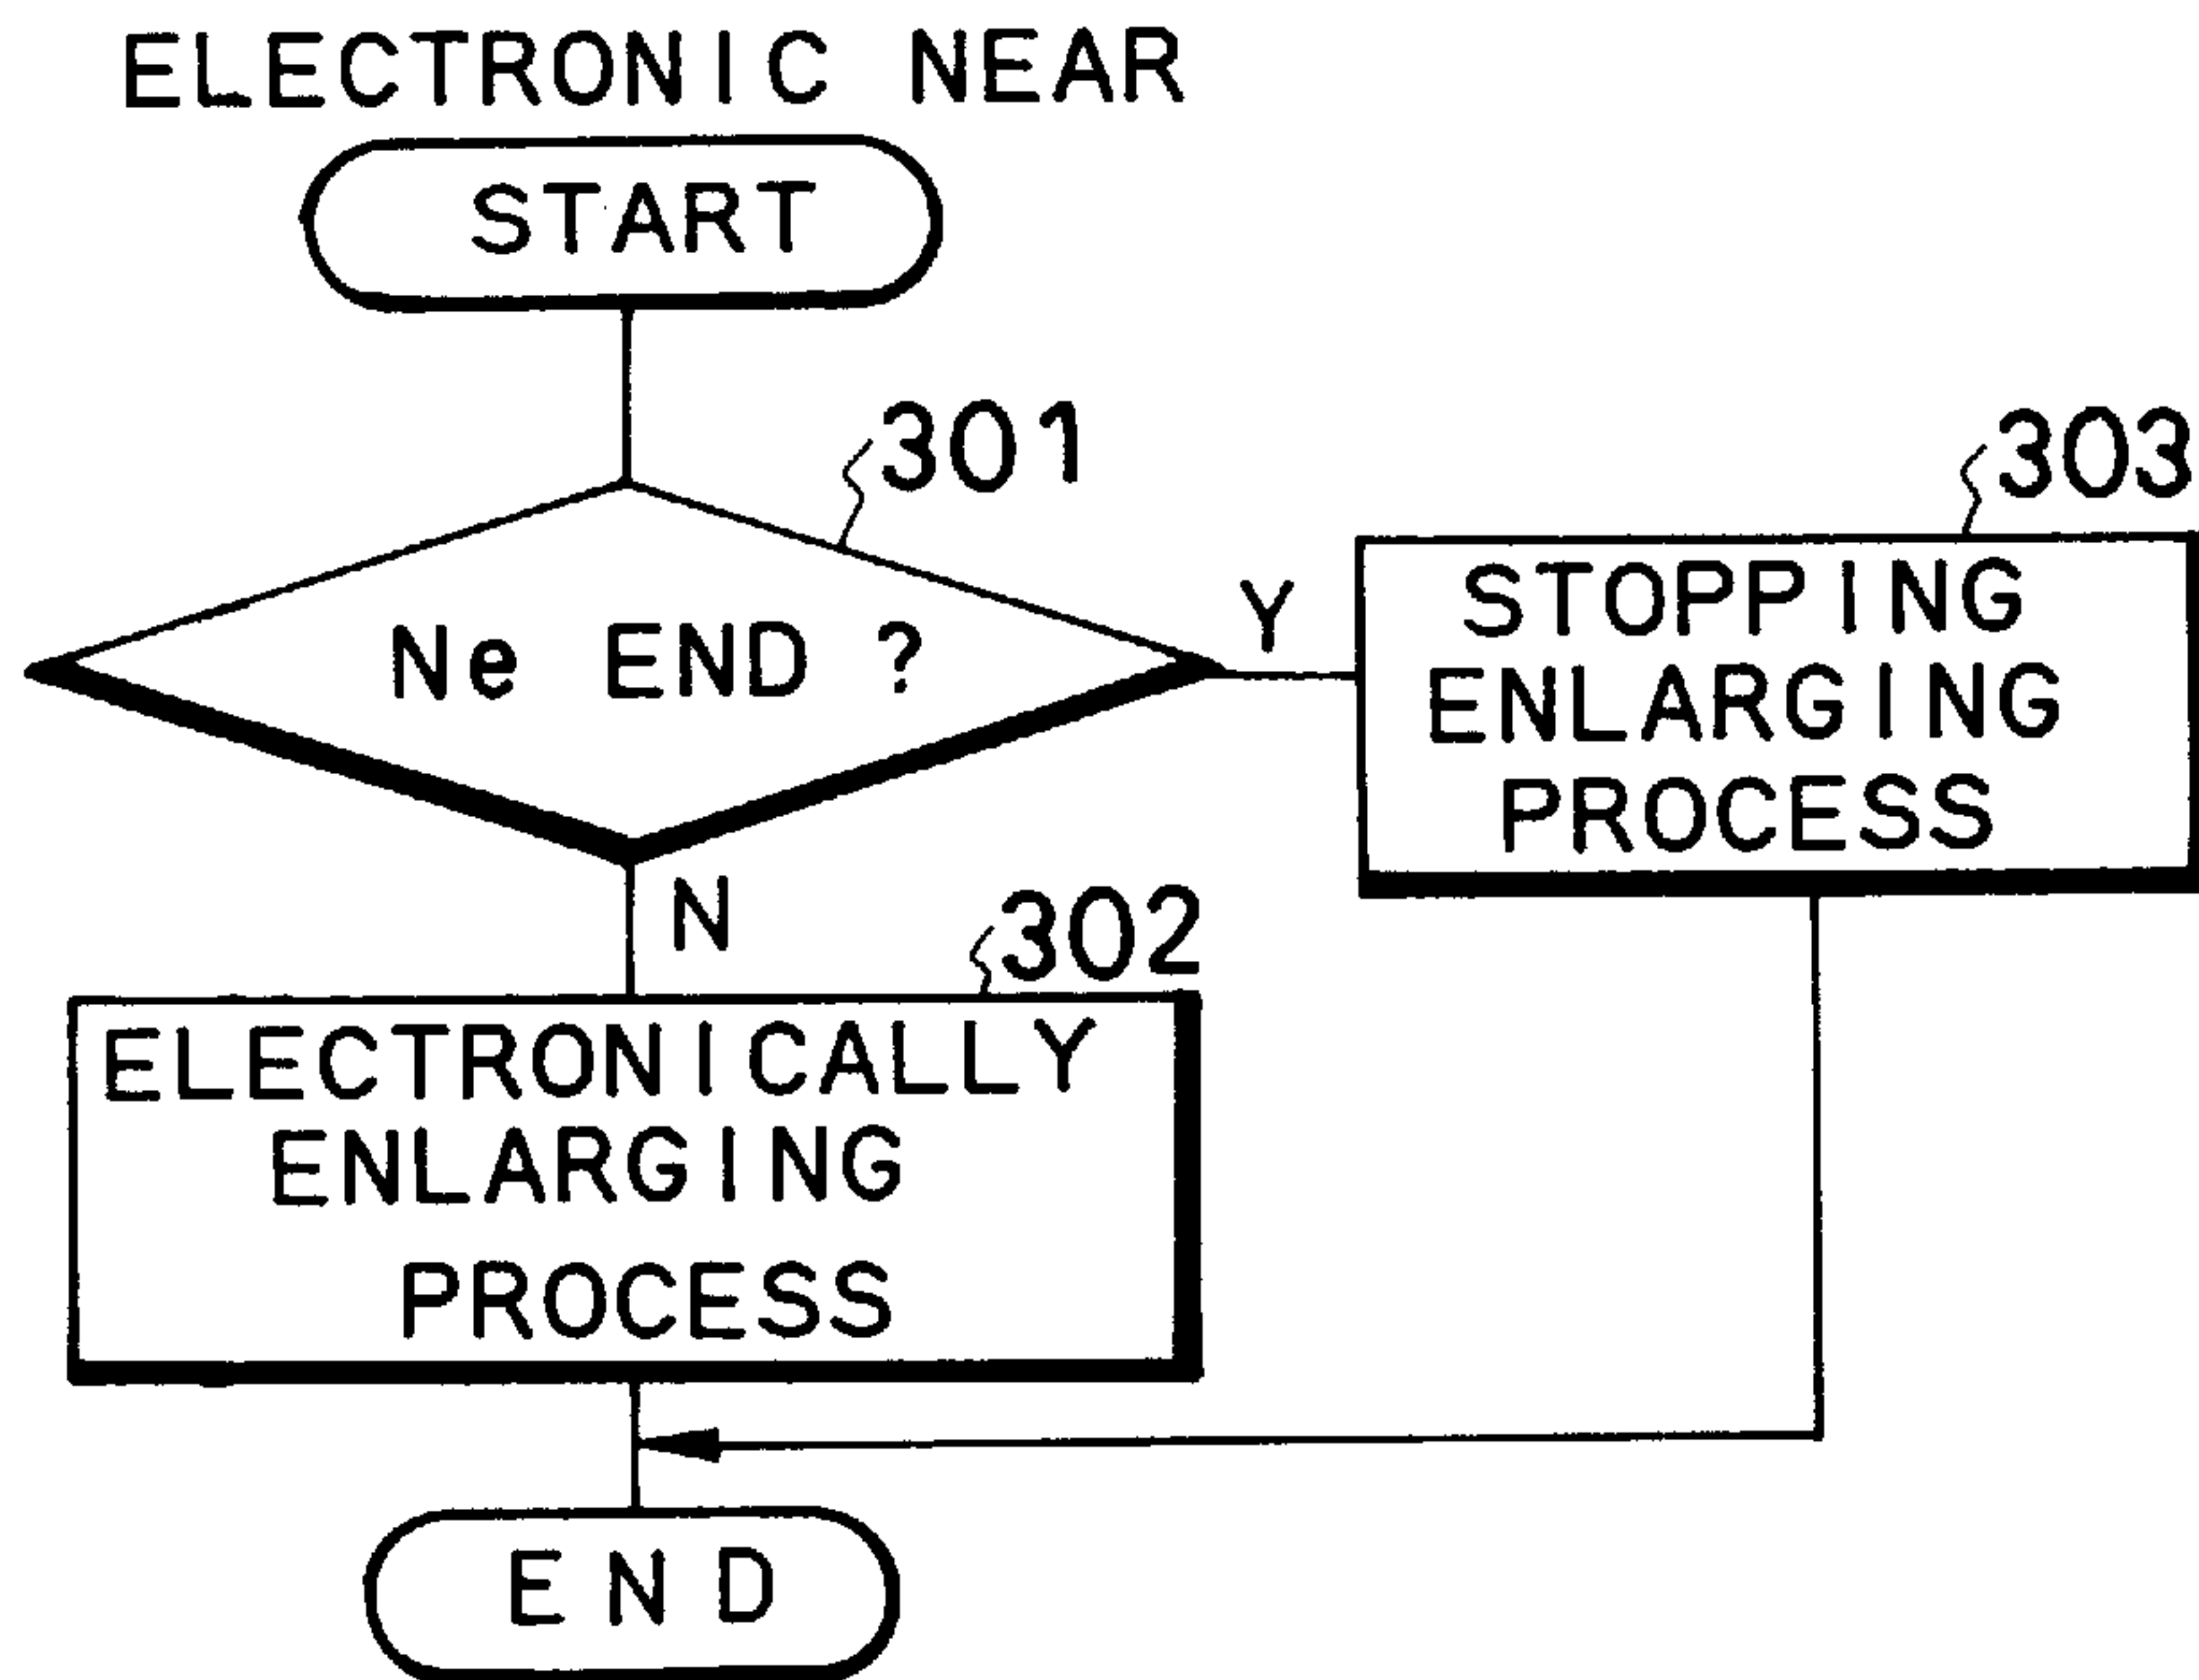 ELECTRONIC NEAR
START
301
303
Ne END ?
Y
STOPPING
ENLARGING
PROCESS
N
302
ELECTRONICALLY
ENLARGING
PROCESS
END